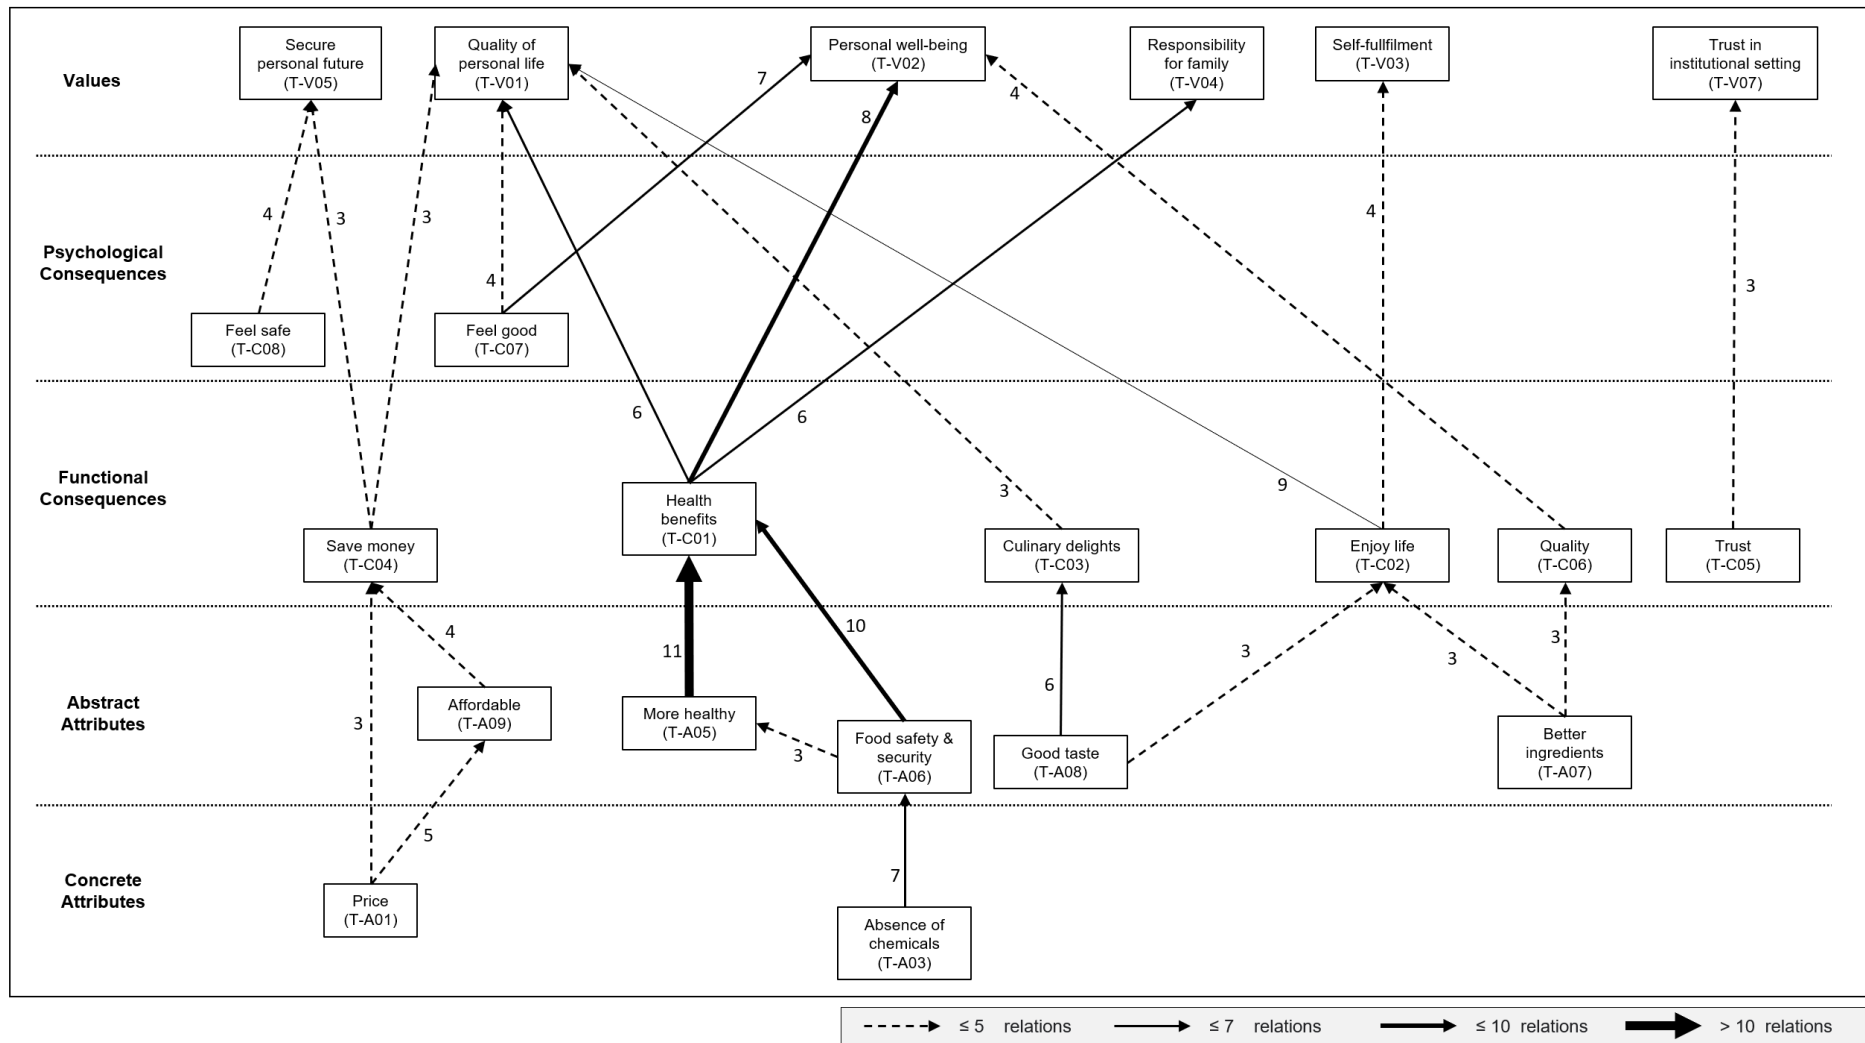 Values
Secure
personal future
(T-V05)
Quality of
personal life
(T-V01)
Personal well-being
(T-V02)
Responsibility
for family
(T-V04)
Self-fullfilment
(T-V03)
Trust in
institutional setting
(T-V07)
7
4
8
Psychological
Consequences
4
3
3
4
4
3
Feel safe
(T-C08)
Feel good
(T-C07)
Functional
Consequences
6
6
3
9
Save money
(T-C04)
Health
benefits
(T-C01)
Culinary delights
(T-C03)
Enjoy life
(T-C02)
Quality
(T-C06)
Trust
(T-C05)
Abstract
Attributes
4
10
11
3
3
3
3
6
3
Affordable
(T-A09)
More healthy
(T-A05)
Food safety &
security
(T-A06)
Good taste
(T-A08)
Better
ingredients
(T-A07)
Concrete
Attributes
5
7
Price
(T-A01)
Absence of
chemicals
(T-A03)
≤ 5 relations
≤ 7 relations
≤ 10 relations
> 10 relations